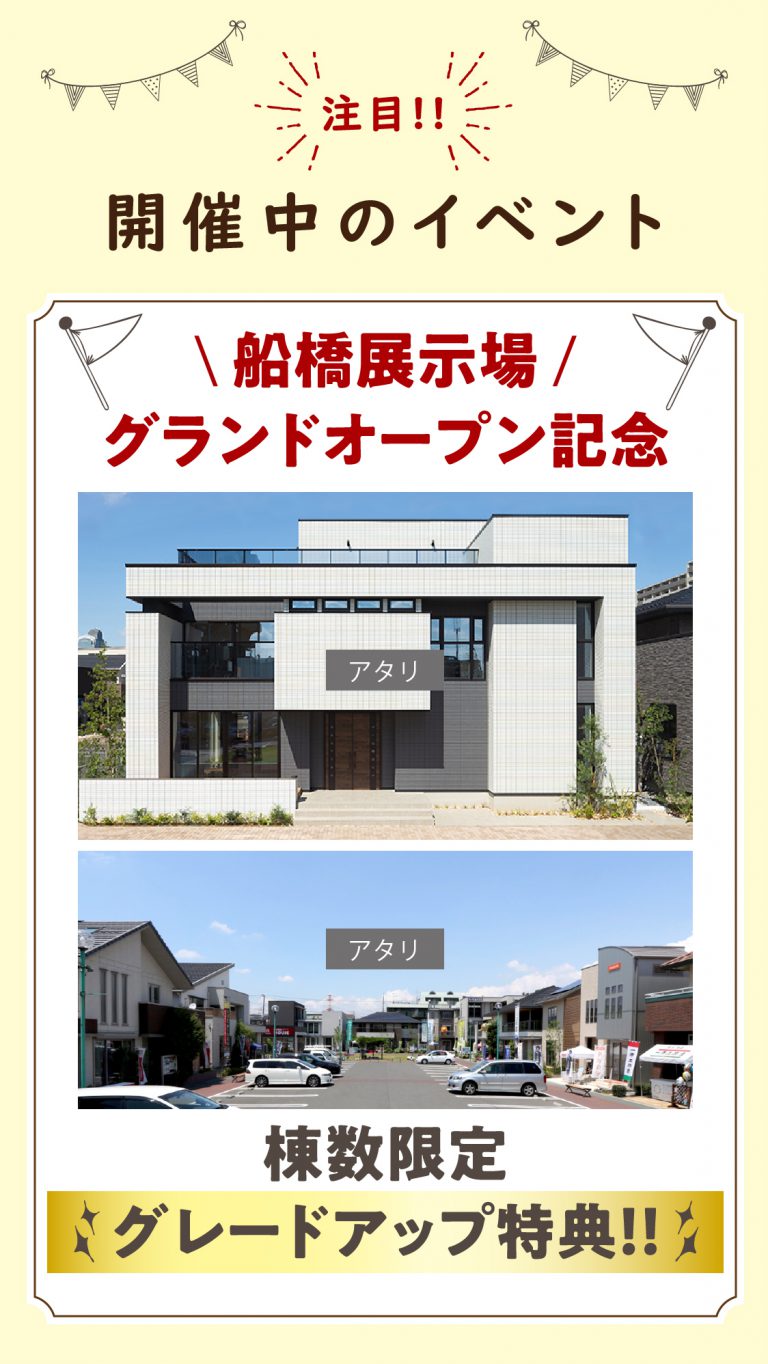 注目!!
開催中のイベント
\ 船橋展示場 /
グランドオープン記念
アタリ
アタリ
棟数限定
グレードアップ特典!!